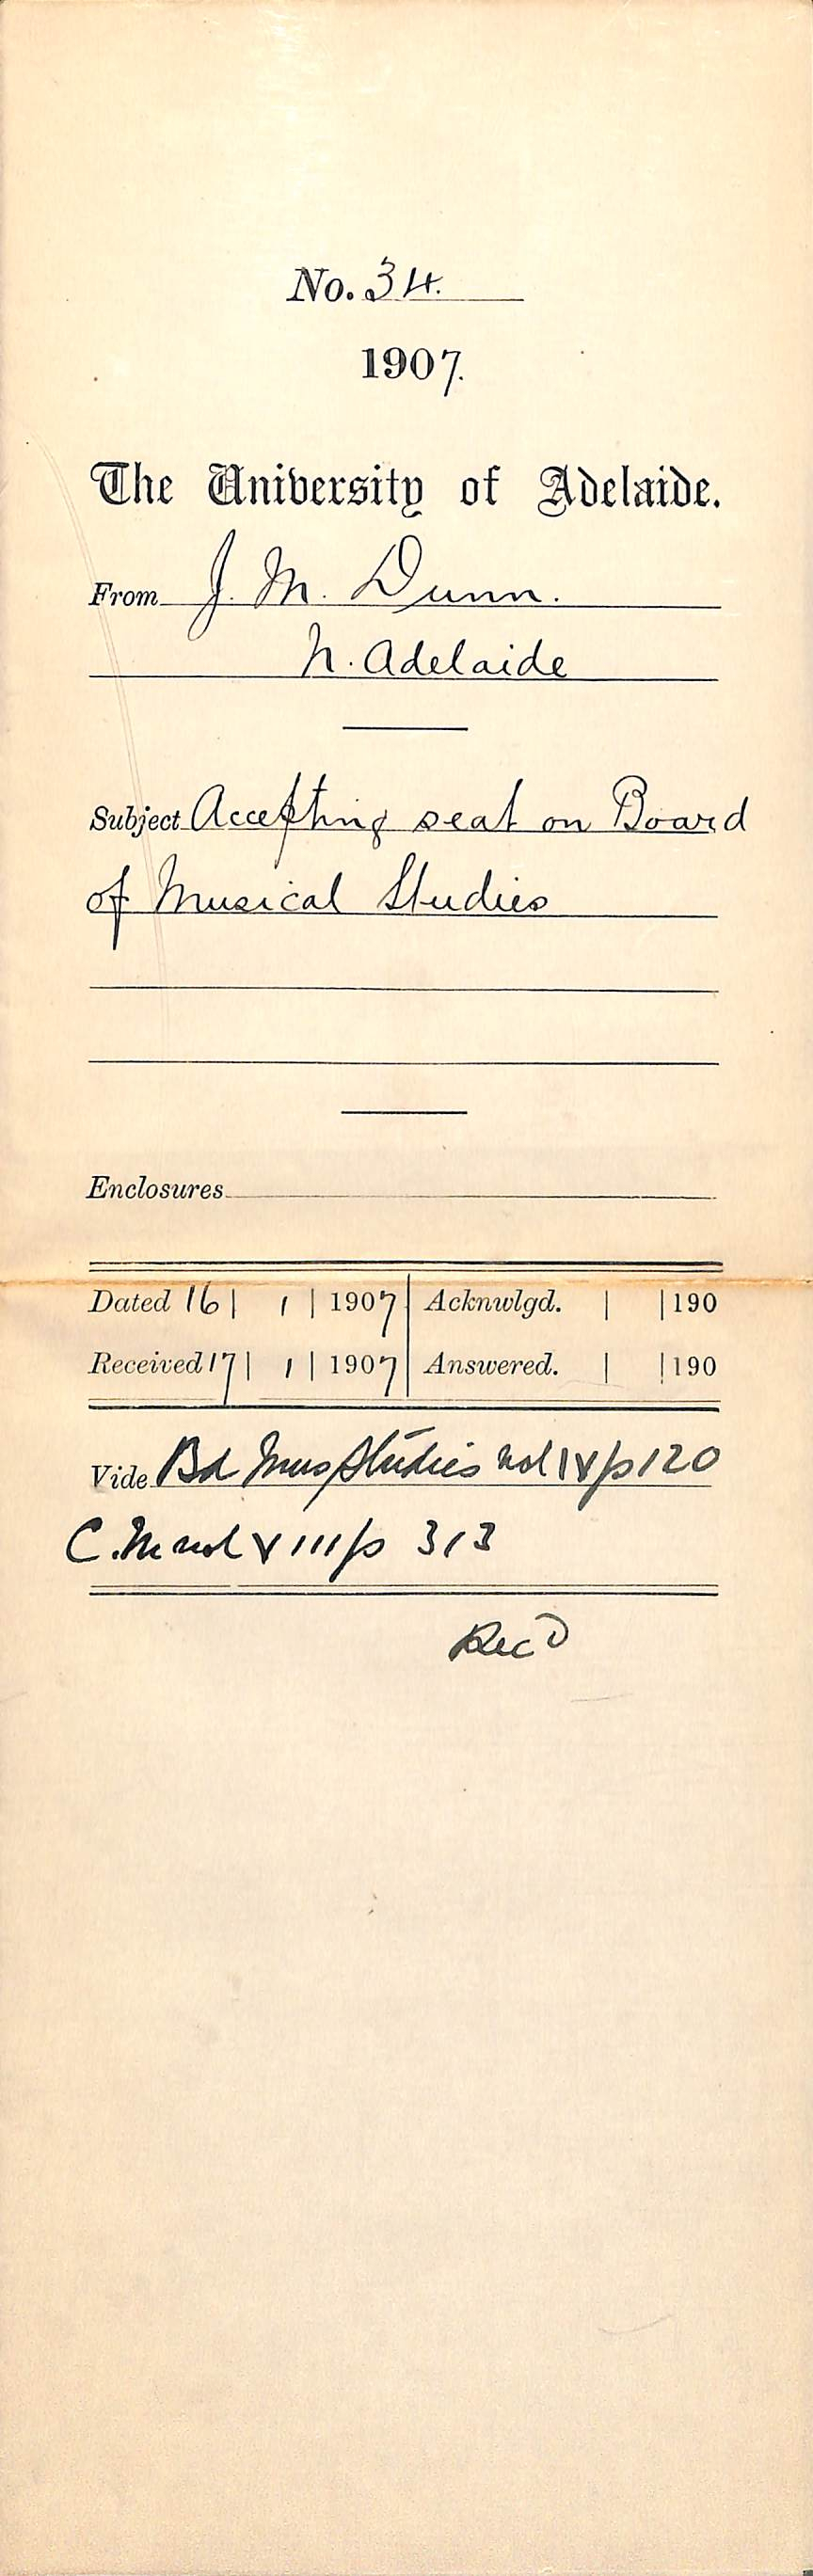 No. 34.
1907.
The University of Adelaide.
From J. M. Dunn.
N. Adelaide
Subject Accepting seat on Board
of Musical Studies
Enclosures
Dated 16 | 1 | 1907 Acknwlgd. | | 190
Received 17 | 1 | 1907 Answered. | | 190
Vide Bd Mus Studies vol IV p 120
C.M vol VIII p 313
Recd